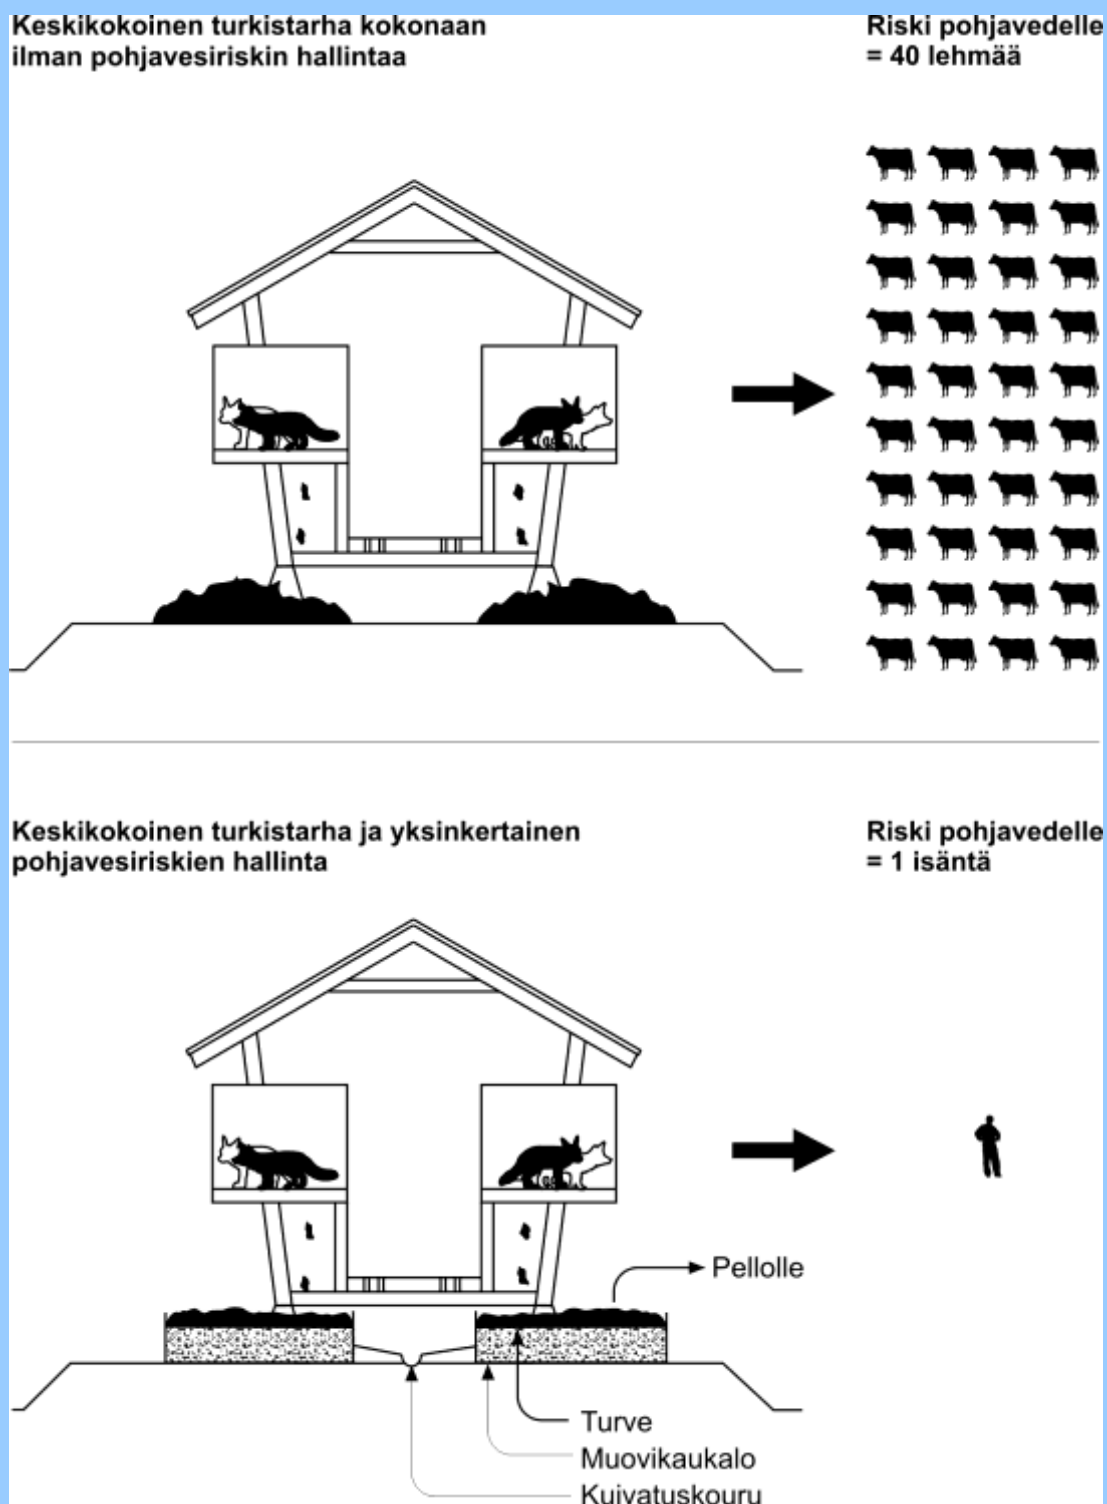 Keskikokoinen turkistarha kokonaan
ilman pohjavesiriskin hallintaa
Riski pohjavedelle
= 40 lehmää
Keskikokoinen turkistarha ja yksinkertainen
pohjavesiriskien hallinta
Riski pohjavedelle
= 1 isäntä
Pellolle
Turve
Muovikaukalo
Kuivatuskouru